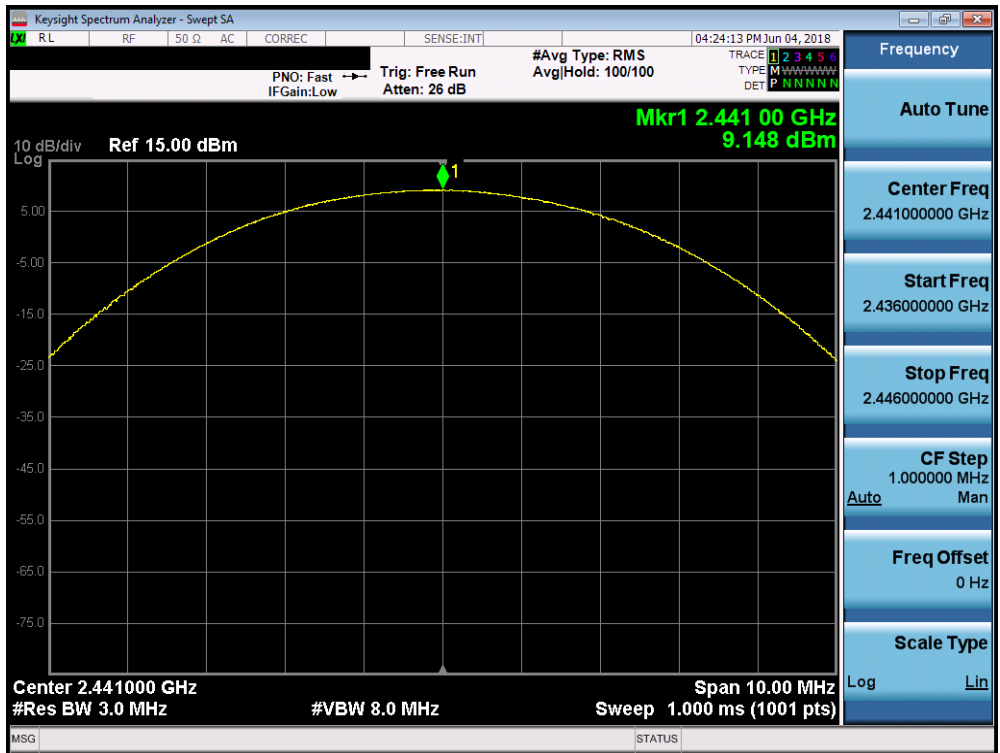 Keysight Spectrum Analyzer - Swept SA
LXI RL RF 50 Ω AC CORREC SENSE:INT 04:24:13 PM Jun 04, 2018
PNO: Fast Trig: Free Run #Avg Type: RMS TRACE 1 2 3 4 5 6
IFGain:Low Atten: 26 dB Avg|Hold: 100/100 TYPE M WWWWW
DET P N N N N N
Mkr1 2.441 00 GHz
9.148 dBm
10 dB/div Ref 15.00 dBm
Log
1
5.00
-5.00
-15.0
-25.0
-35.0
-45.0
-55.0
-65.0
-75.0
Center 2.441000 GHz Span 10.00 MHz
#Res BW 3.0 MHz #VBW 8.0 MHz Sweep 1.000 ms (1001 pts)
MSG STATUS
Frequency
Auto Tune
Center Freq
2.441000000 GHz
Start Freq
2.436000000 GHz
Stop Freq
2.446000000 GHz
CF Step
1.000000 MHz
Auto Man
Freq Offset
0 Hz
Scale Type
Log Lin